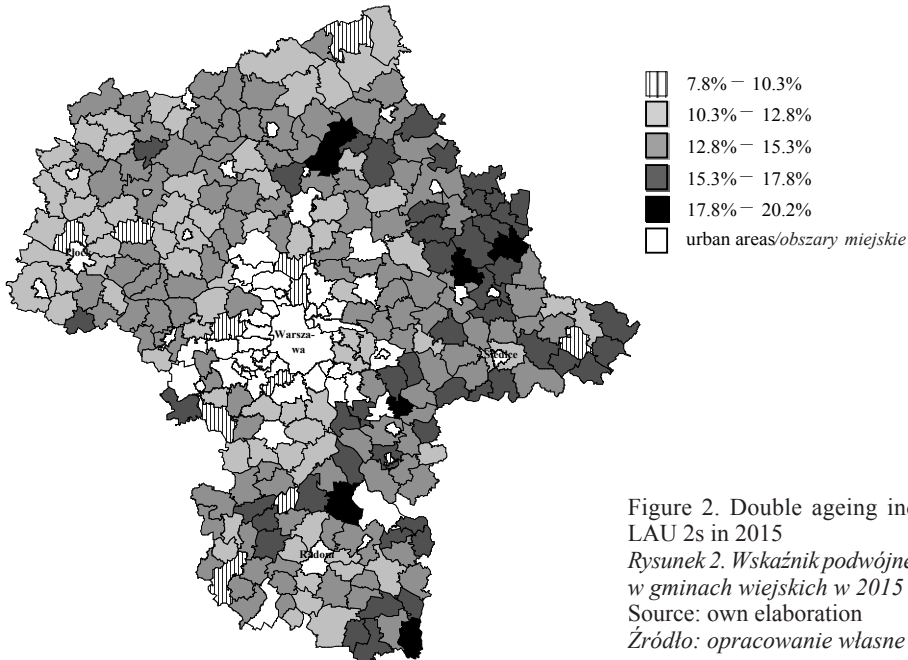 7.8% – 10.3%
10.3% – 12.8%
12.8% – 15.3%
15.3% – 17.8%
17.8% – 20.2%
urban areas/obszary miejskie
Płock
Warsza-
wa
Siedlce
Radom
Figure 2. Double ageing in
LAU 2s in 2015
Rysunek 2. Wskaźnik podwójne
w gminach wiejskich w 2015
Source: own elaboration
Źródło: opracowanie własne